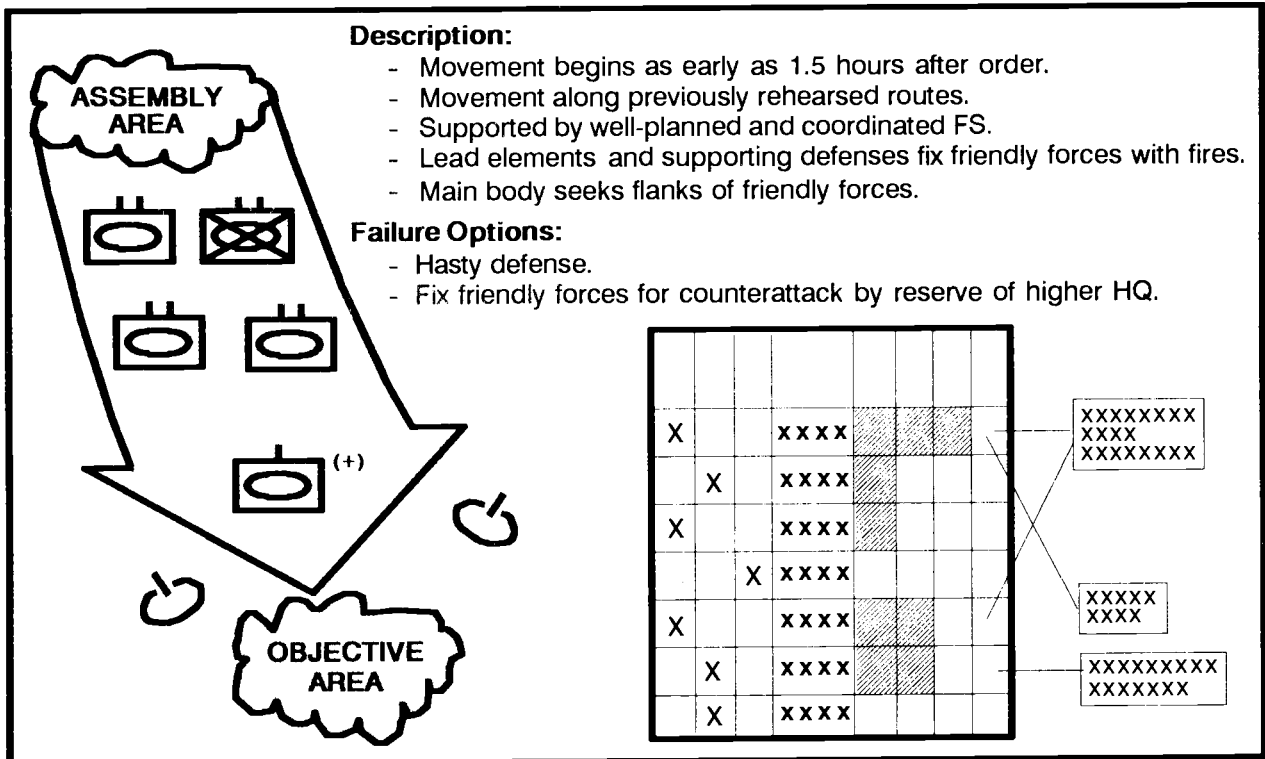 Description:
- Movement begins as early as 1.5 hours after order.
- Movement along previously rehearsed routes.
- Supported by well-planned and coordinated FS.
- Lead elements and supporting defenses fix friendly forces with fires.
- Main body seeks flanks of friendly forces.
Failure Options:
- Hasty defense.
- Fix friendly forces for counterattack by reserve of higher HQ.
ASSEMBLY
AREA
(+)
OBJECTIVE
AREA
X xxxx
X xxxx
X xxxx
X xxxx
X xxxx
X xxxx
X xxxx
XXXXXXXX
XXXX
XXXXXXXX
XXXXX
XXXX
XXXXXXXXX
XXXXXXX